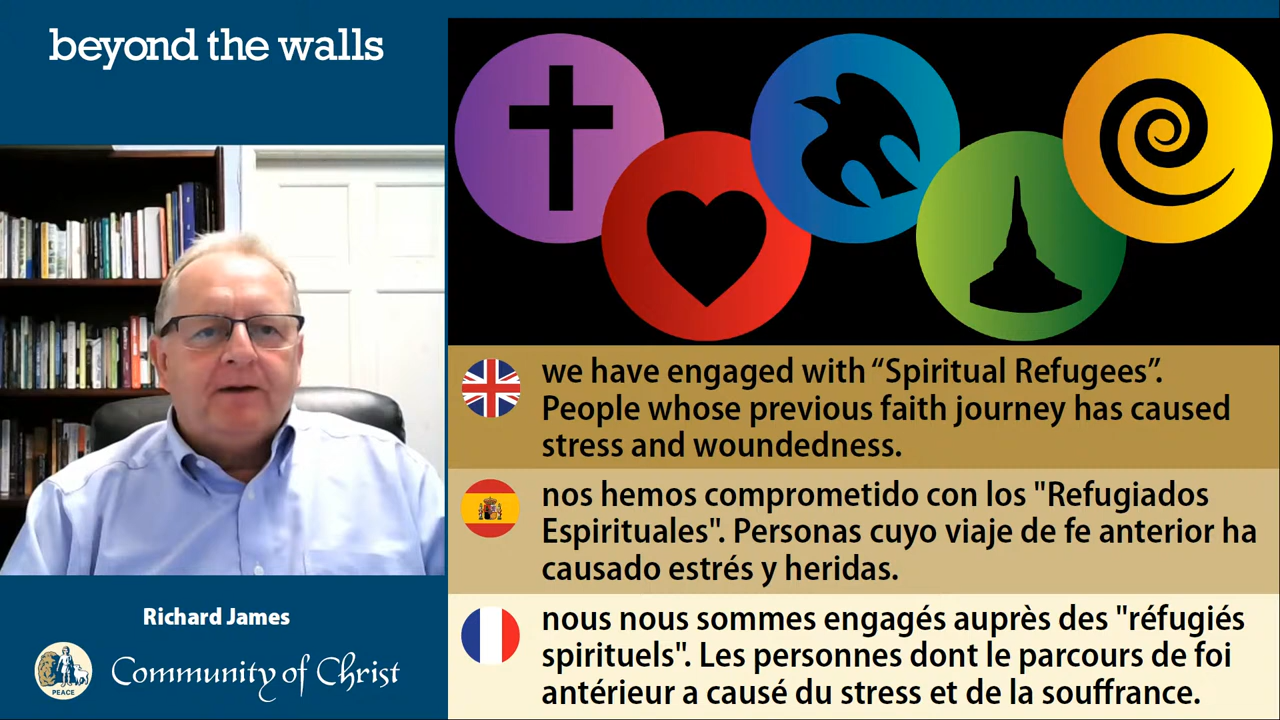 beyond the walls
we have engaged with “Spiritual Refugees”.
People whose previous faith journey has caused
stress and woundedness.
nos hemos comprometido con los "Refugiados
Espirituales". Personas cuyo viaje de fe anterior ha
causado estrés y heridas.
nous nous sommes engagés auprès des "réfugiés
spirituels". Les personnes dont le parcours de foi
antérieur a causé du stress et de la souffrance.
Richard James
PEACE
Community of Christ